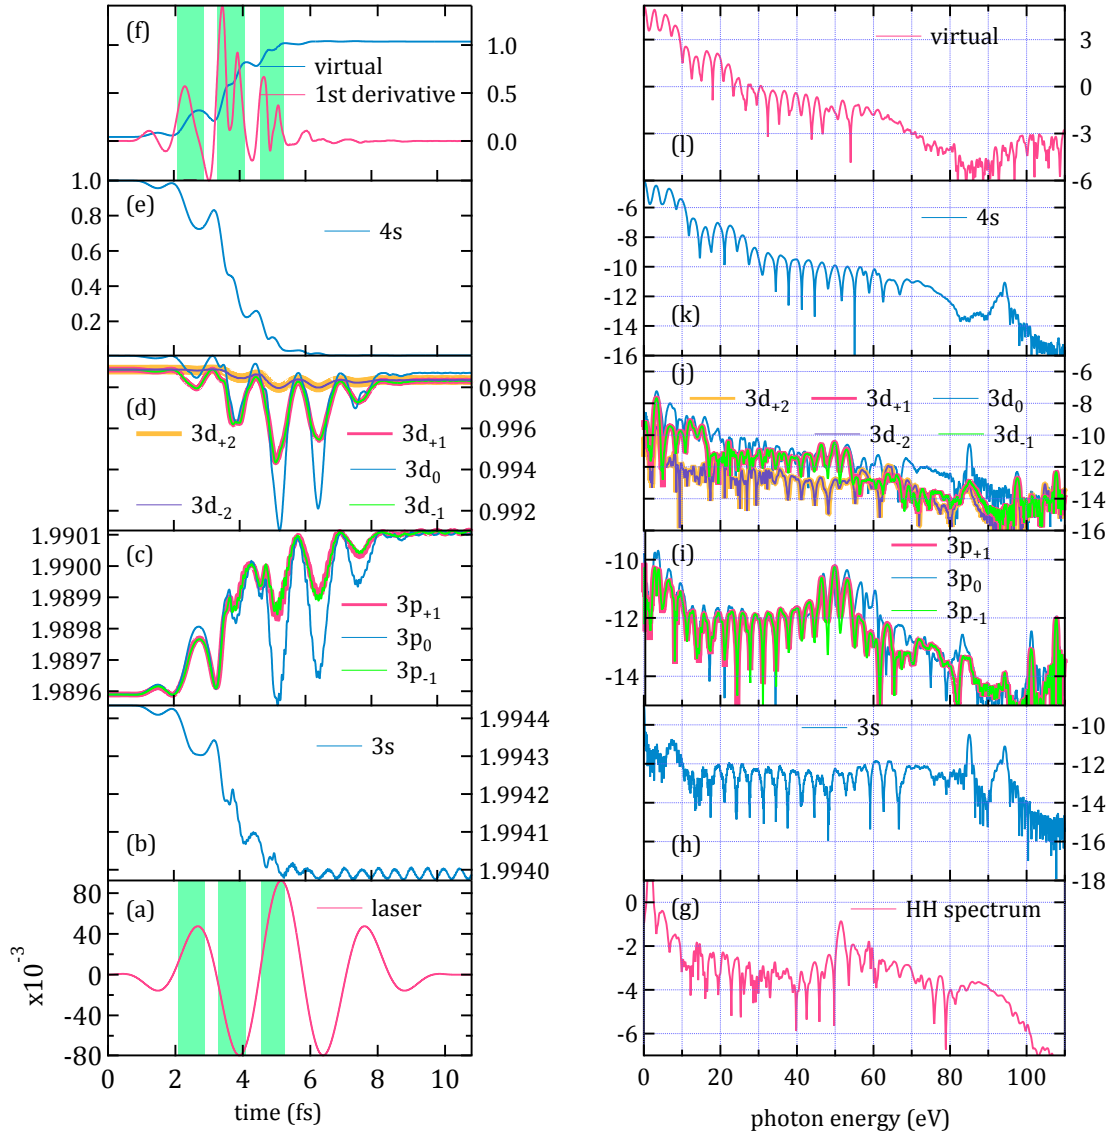 (f)
virtual
1st derivative
1.0
0.5
0.0
1.0
0.8
0.6
0.4
0.2
(e)
4s
(d)
3d+2
3d+1
3d0
3d-2
3d-1
0.998
0.996
0.994
0.992
1.9901
1.9900
1.9899
1.9898
1.9897
1.9896
(c)
3p+1
3p0
3p-1
(b)
3s
1.9944
1.9943
1.9942
1.9941
1.9940
80
40
0
-40
-80
x10-3
(a)
laser
0 2 4 6 8 10
time (fs)
virtual
(l)
3
0
-3
-6
-6
-8
-10
-12
-14
-16
4s
(k)
(j)
3d+2
3d+1
3d0
3d-2
3d-1
-6
-8
-10
-12
-14
-16
-10
-12
-14
(i)
3p+1
3p0
3p-1
3s
(h)
-10
-12
-14
-16
-18
0
-2
-4
-6
(g)
HH spectrum
0 20 40 60 80 100
photon energy (eV)